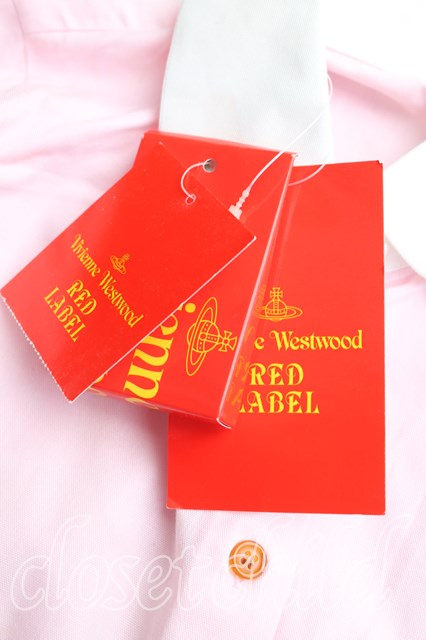 Vivienne Westwood
RED
LABEL
Westwood
RED
LABEL
closet